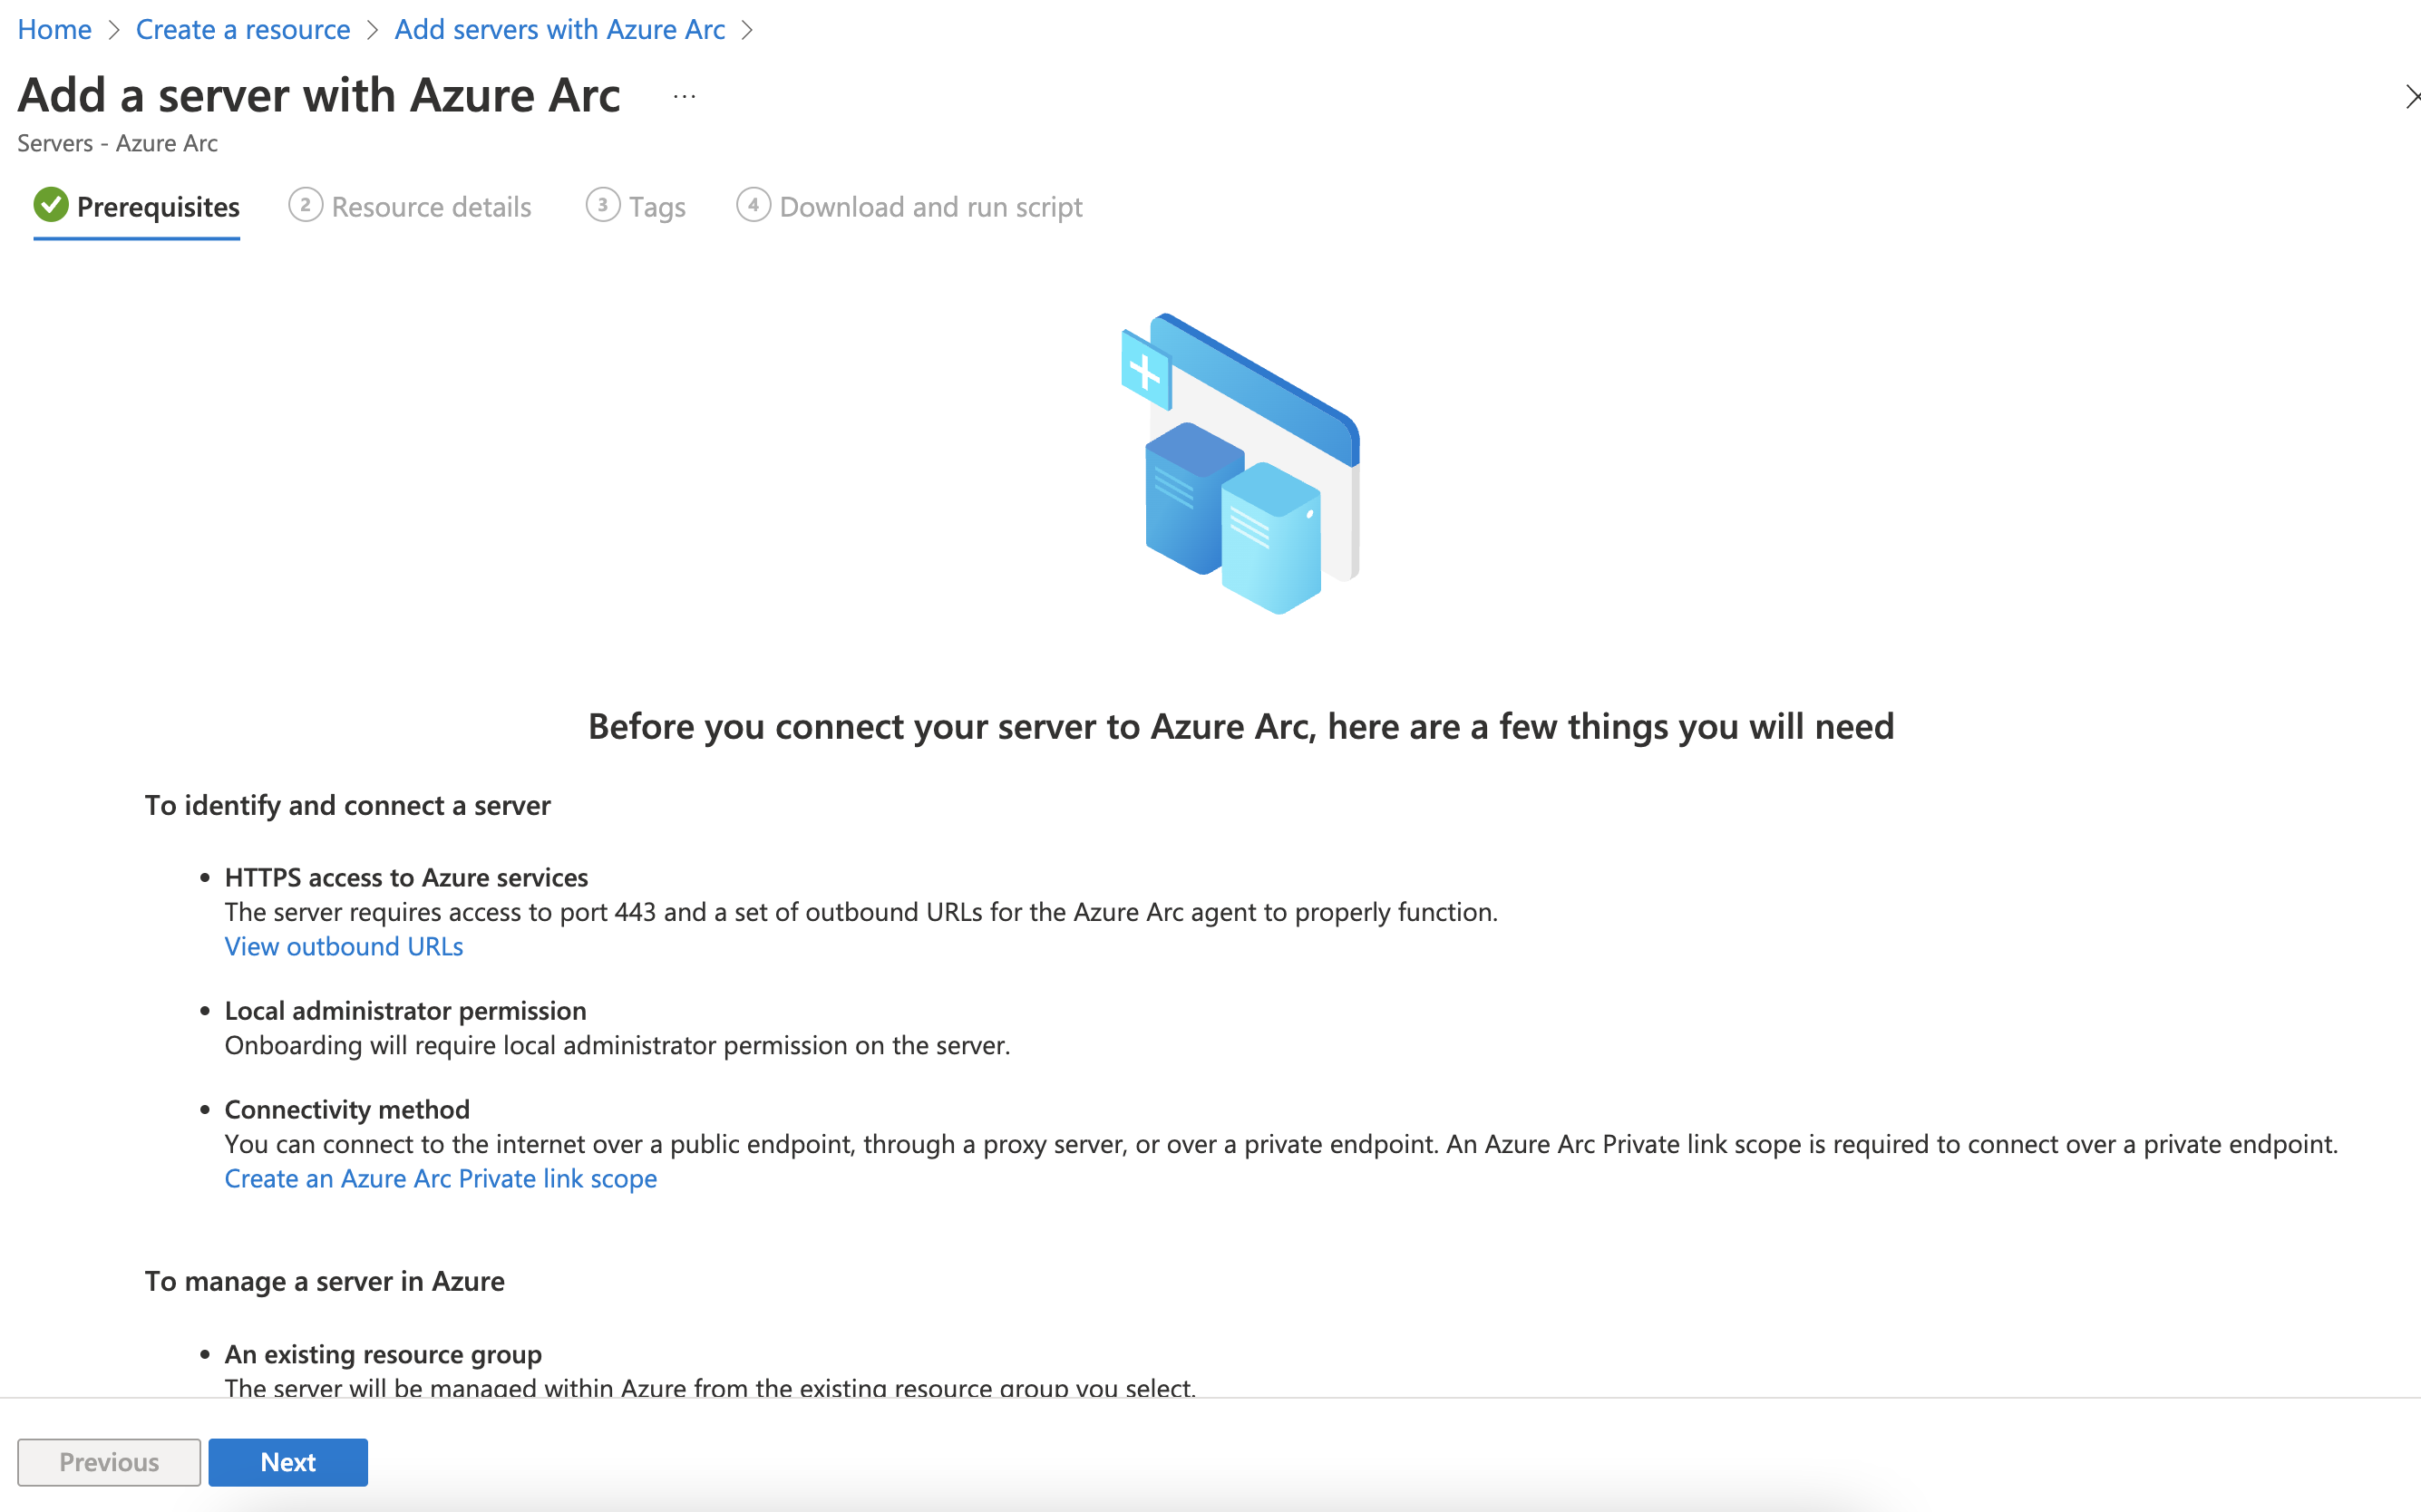 Home > Create a resource > Add servers with Azure Arc >
Add a server with Azure Arc ...
Servers - Azure Arc
Prerequisites 2 Resource details 3 Tags 4 Download and run script
Before you connect your server to Azure Arc, here are a few things you will need
To identify and connect a server
• HTTPS access to Azure services
The server requires access to port 443 and a set of outbound URLs for the Azure Arc agent to properly function.
View outbound URLs
• Local administrator permission
Onboarding will require local administrator permission on the server.
• Connectivity method
You can connect to the internet over a public endpoint, through a proxy server, or over a private endpoint. An Azure Arc Private link scope is required to connect over a private endpoint.
Create an Azure Arc Private link scope
To manage a server in Azure
• An existing resource group
The server will be managed within Azure from the existing resource group you select.
Previous Next